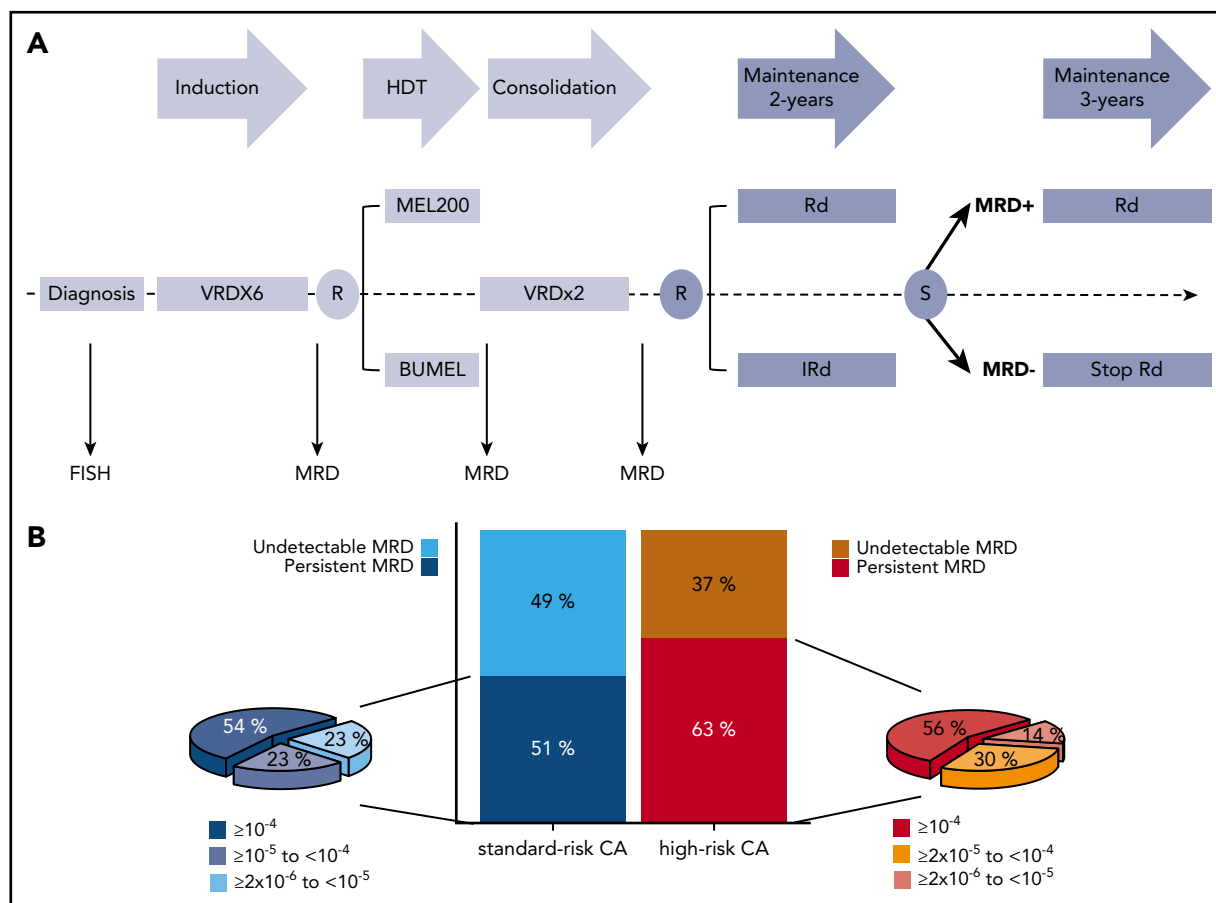 A
Induction
HDT
Consolidation
Maintenance
2-years
Maintenance
3-years
MEL200
Rd
MRD+
Rd
Diagnosis
VRDX6
R
VRDx2
R
S
BUMEL
IRd
MRD-
Stop Rd
FISH
MRD
MRD
MRD
B
Undetectable MRD
Persistent MRD
Undetectable MRD
Persistent MRD
49 %
37 %
51 %
63 %
54 %
23 %
23 %
56 %
14 %
30 %
≥10⁻⁴
≥10⁻⁵ to <10⁻⁴
≥2x10⁻⁶ to <10⁻⁵
standard-risk CA
high-risk CA
≥10⁻⁴
≥2x10⁻⁵ to <10⁻⁴
≥2x10⁻⁶ to <10⁻⁵